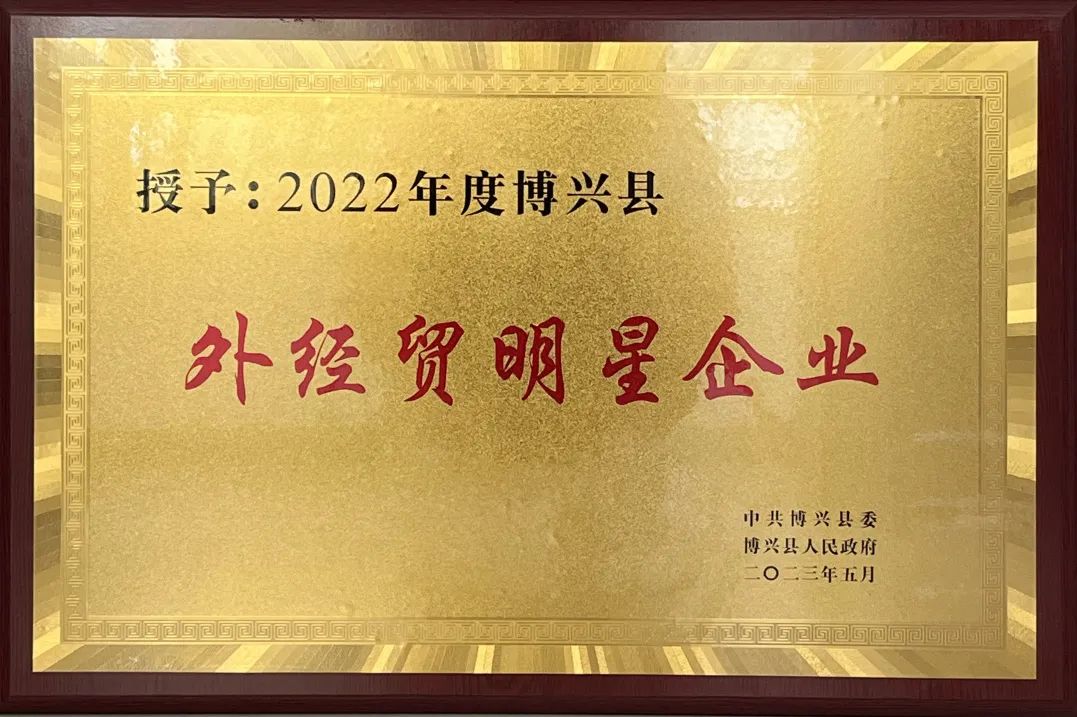 授予：2022年度博兴县
外经贸明星企业
中共博兴县委
博兴县人民政府
二〇二三年五月